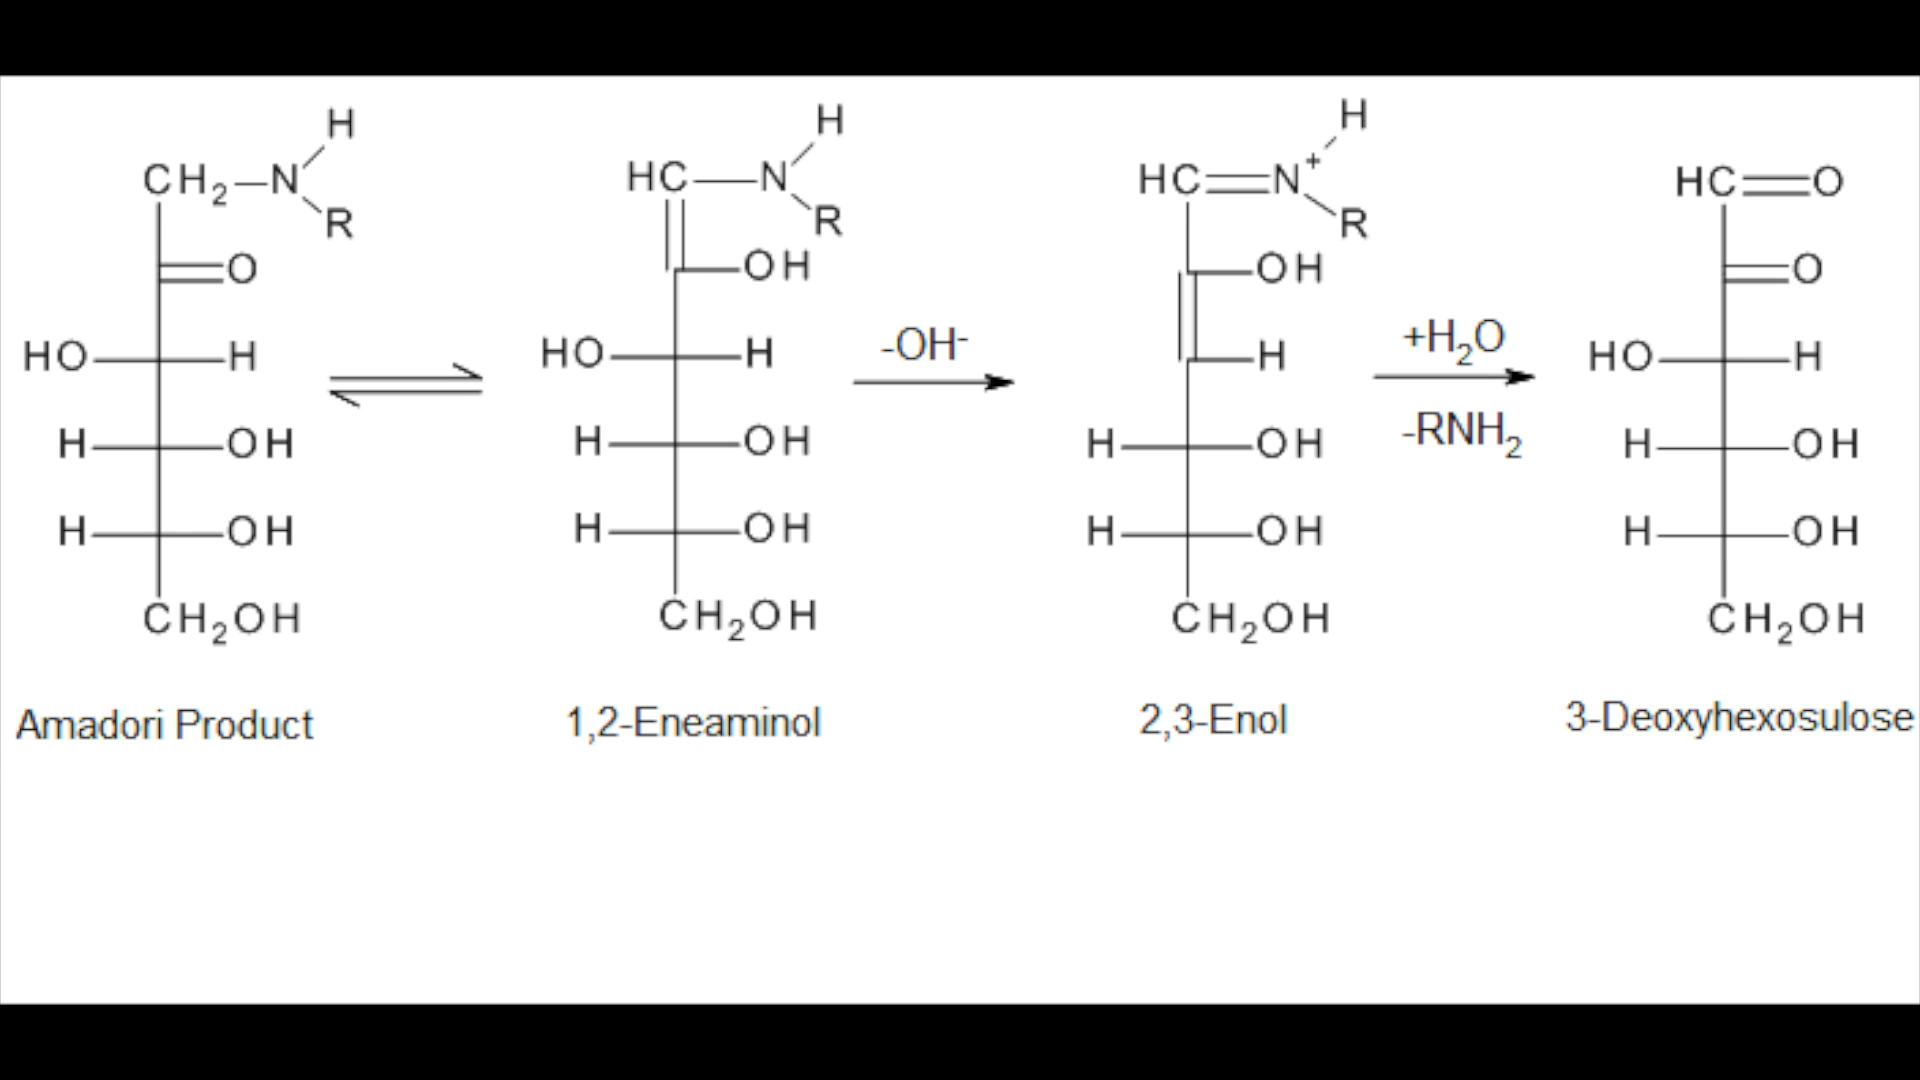 H
CH₂—N
R
=O
HO H
H OH
H OH
CH₂OH
Amadori Product
H
HC—N
R
OH
HO H
H OH
H OH
CH₂OH
1,2-Eneaminol
-OH⁻
H
HC=N⁺
R
OH
H
H OH
H OH
CH₂OH
2,3-Enol
+H₂O
-RNH₂
HC=O
=O
HO H
H OH
H OH
CH₂OH
3-Deoxyhexosulose